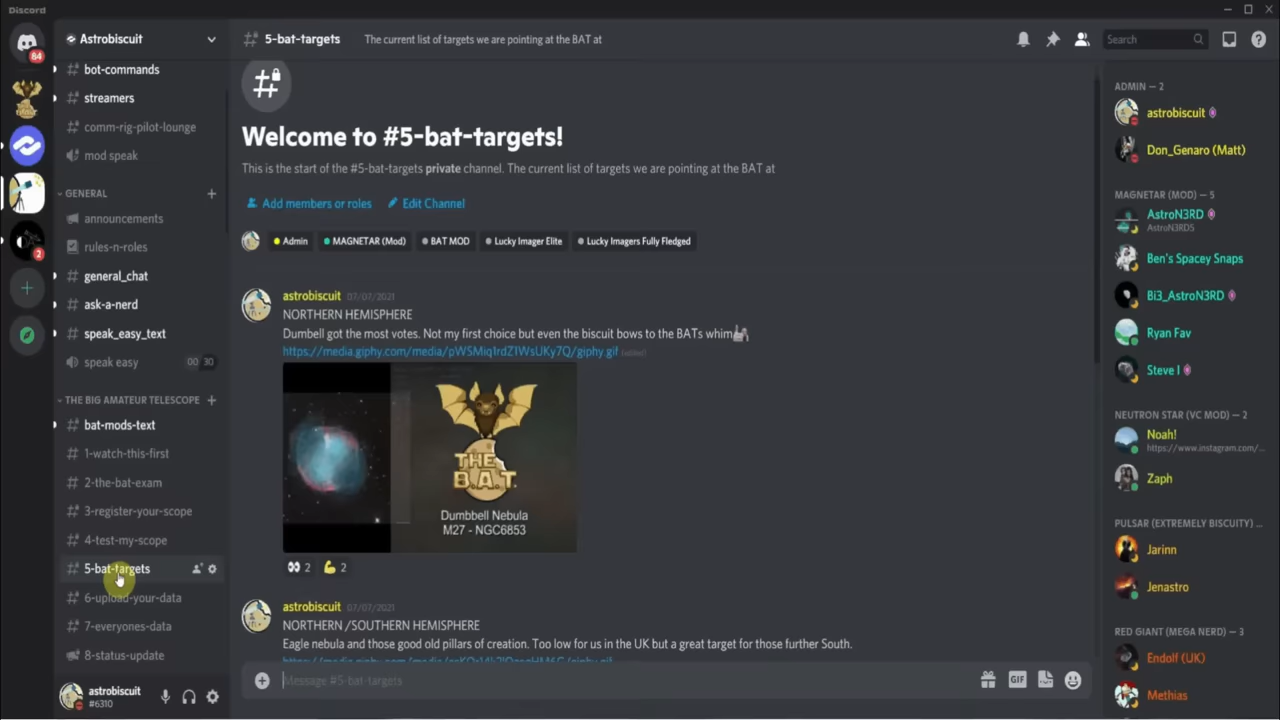 Discord
84
2
Astrobiscuit
bot-commands
streamers
comm-rig-pilot-lounge
mod speak
GENERAL
announcements
rules-n-roles
general_chat
ask-a-nerd
speak_easy_text
speak easy 00 30
THE BIG AMATEUR TELESCOPE
bat-mods-text
1-watch-this-first
2-the-bat-exam
3-register-your-scope
4-test-my-scope
5-bat-targets
6-upload-your-data
7-everyones-data
8-status-update
astrobiscuit
#6310
5-bat-targets The current list of targets we are pointing at the BAT at
Search
Welcome to #5-bat-targets!
This is the start of the #5-bat-targets private channel. The current list of targets we are pointing at the BAT at
Add members or roles Edit Channel
Admin MAGNETAR (Mod) BAT MOD Lucky Imager Elite Lucky Imagers Fully Fledged
astrobiscuit 07/07/2021
NORTHERN HEMISPHERE
Dumbell got the most votes. Not my first choice but even the biscuit bows to the BATs whim
https://media.giphy.com/media/pWSMiq1rdZ1WsUKy7Q/giphy.gif (edited)
THE
B.A.T.
Dumbbell Nebula
M27 - NGC6853
2 2
astrobiscuit 07/07/2021
NORTHERN /SOUTHERN HEMISPHERE
Eagle nebula and those good old pillars of creation. Too low for us in the UK but a great target for those further South.
Message #5-bat-targets
GIF
ADMIN — 2
astrobiscuit
Don_Genaro (Matt)
MAGNETAR (MOD) — 5
AstroN3RD
AstroN3RD5
Ben's Spacey Snaps
Bi3_AstroN3RD
Ryan Fav
Steve I
NEUTRON STAR (VC MOD) — 2
Noah!
https://www.instagram.com/...
Zaph
PULSAR (EXTREMELY BISCUITY) ...
Jarinn
Jenastro
RED GIANT (MEGA NERD) — 3
Endolf (UK)
Methias